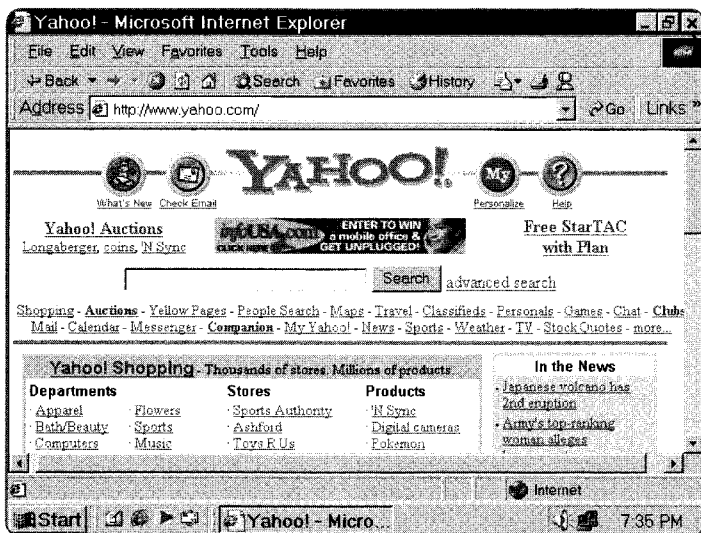 Yahoo! - Microsoft Internet Explorer
File Edit View Favorites Tools Help
Back Search Favorites History
Address http://www.yahoo.com/ Go Links »
YAHOO!
My ?
What's New Check Email Personalize Help
Yahoo! Auctions
Longaberger, coins, 'N Sync
CLICK HERE
ENTER TO WIN
a mobile office &
GET UNPLUGGED!
Free StarTAC
with Plan
Search advanced search
Shopping - Auctions - Yellow Pages - People Search - Maps - Travel - Classifieds - Personals - Games - Chat - Clubs
Mail - Calendar - Messenger - Companion - My Yahoo! - News - Sports - Weather - TV - Stock Quotes - more...
Yahoo! Shopping - Thousands of stores. Millions of products
Departments Stores Products
· Apparel · Flowers · Sports Authority · 'N Sync
· Bath/Beauty · Sports · Ashford · Digital cameras
· Computers · Music · Toys R Us · Pokemon
In the News
· Japanese volcano has
2nd eruption
· Army's top-ranking
woman alleges
Internet
Start Yahoo! - Micro... 7:35 PM